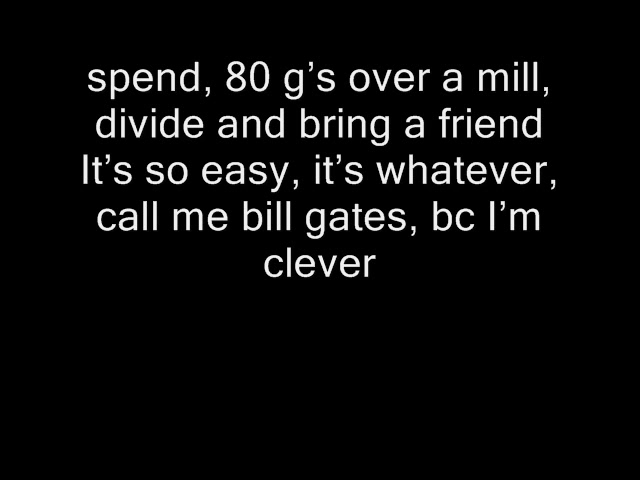 spend, 80 g’s over a mill,
divide and bring a friend
It’s so easy, it’s whatever,
call me bill gates, bc I’m
clever